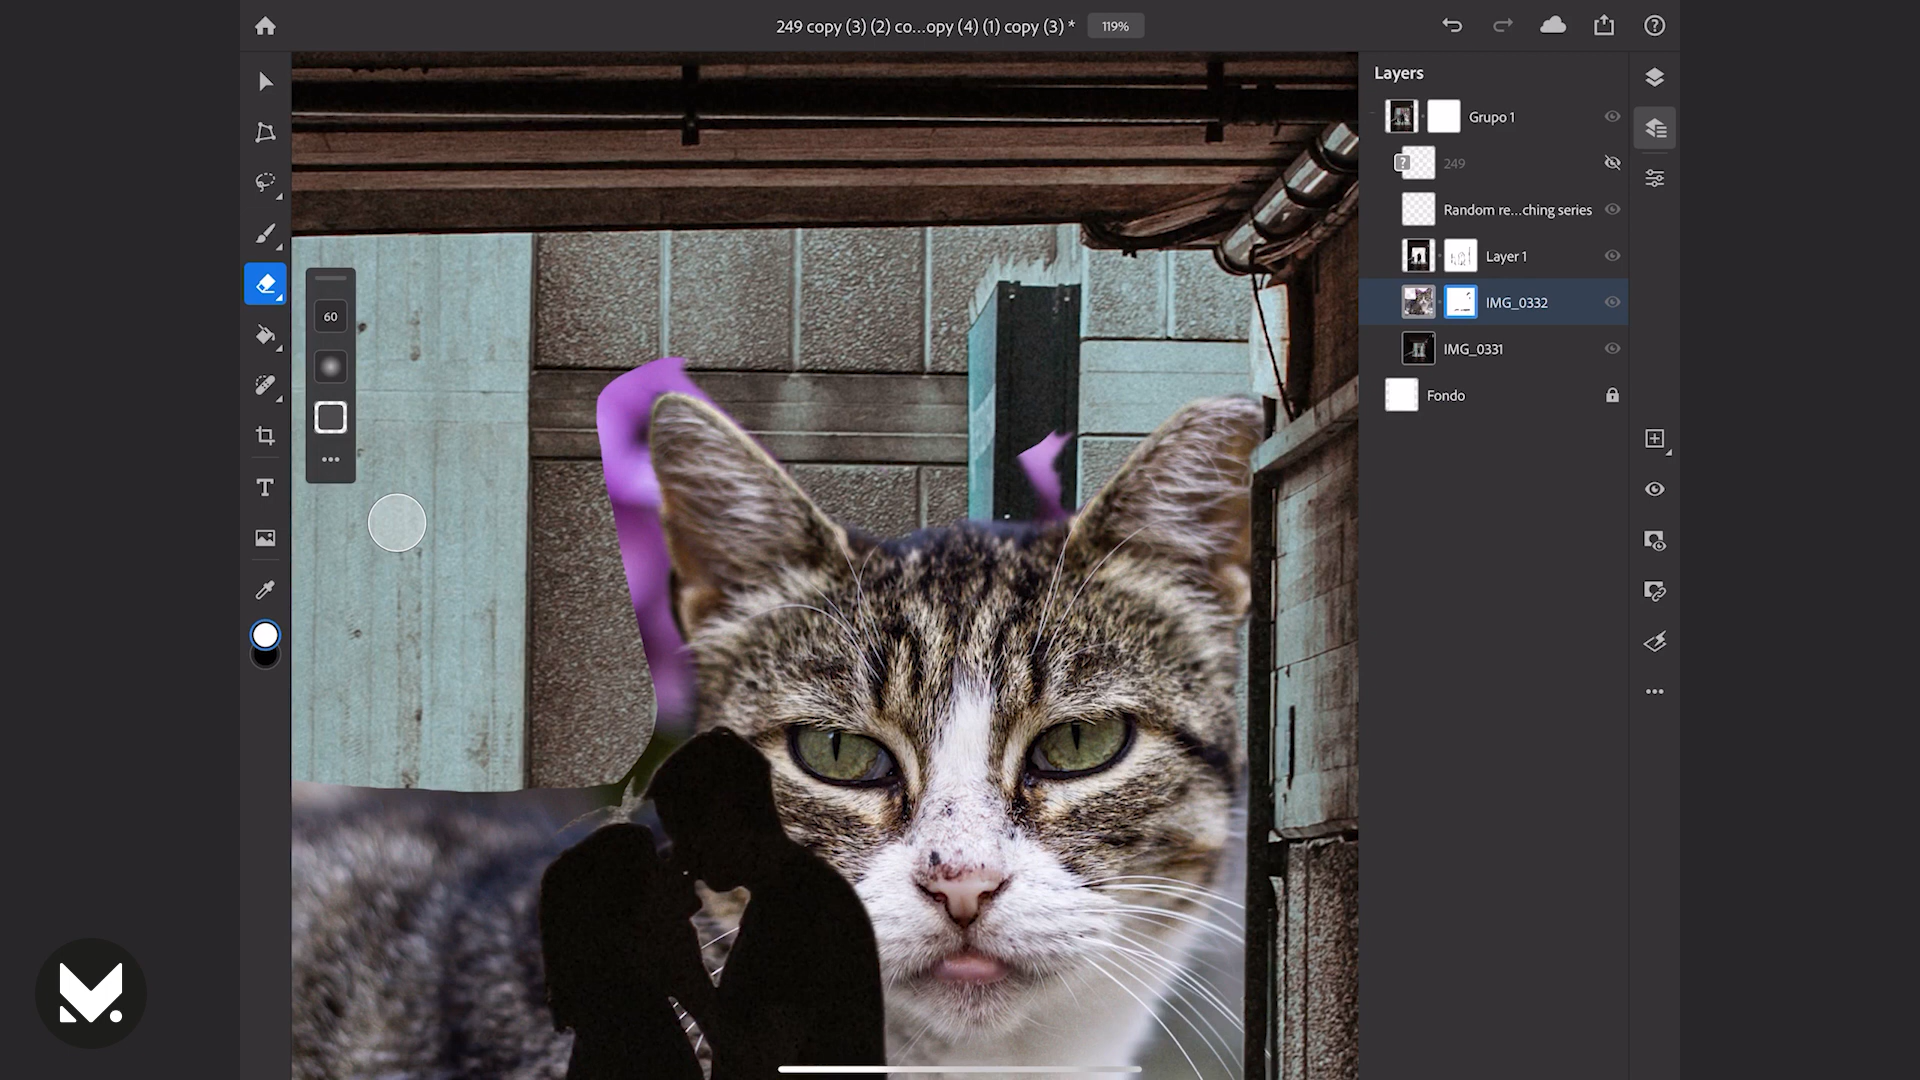 249 copy (3) (2) co...opy (4) (1) copy (3) *
119%
Layers
Grupo 1
? 249
Random re...ching series
Layer 1
IMG_0332
IMG_0331
Fondo
60
T
M.